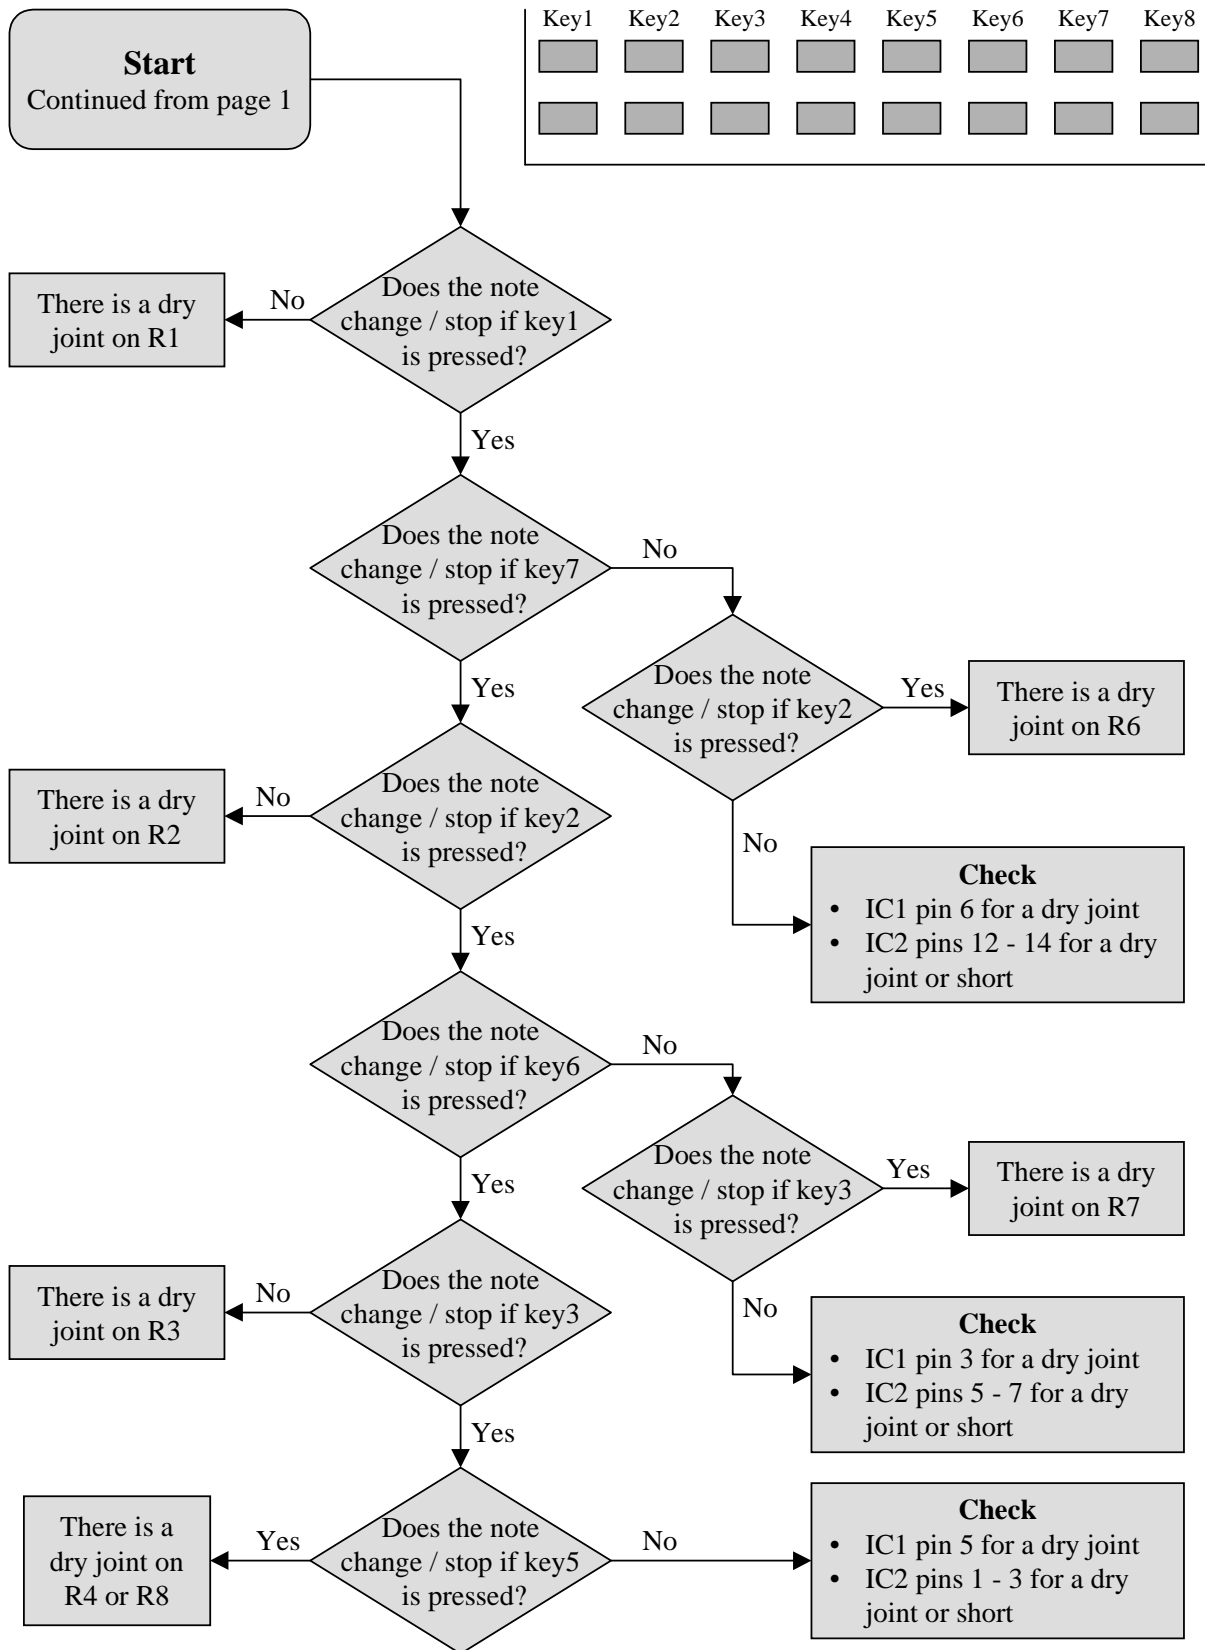 Start
Continued from page 1
Key1 Key2 Key3 Key4 Key5 Key6 Key7 Key8
Does the note
change / stop if key1
is pressed?
No
There is a dry
joint on R1
Yes
Does the note
change / stop if key7
is pressed?
No
Does the note
change / stop if key2
is pressed?
Yes
There is a dry
joint on R6
No
Check
• IC1 pin 6 for a dry joint
• IC2 pins 12 - 14 for a dry
joint or short
Yes
Does the note
change / stop if key2
is pressed?
No
There is a dry
joint on R2
Yes
Does the note
change / stop if key6
is pressed?
No
Does the note
change / stop if key3
is pressed?
Yes
There is a dry
joint on R7
No
Check
• IC1 pin 3 for a dry joint
• IC2 pins 5 - 7 for a dry
joint or short
Yes
Does the note
change / stop if key3
is pressed?
No
There is a dry
joint on R3
Yes
Does the note
change / stop if key5
is pressed?
Yes
There is a
dry joint on
R4 or R8
No
Check
• IC1 pin 5 for a dry joint
• IC2 pins 1 - 3 for a dry
joint or short